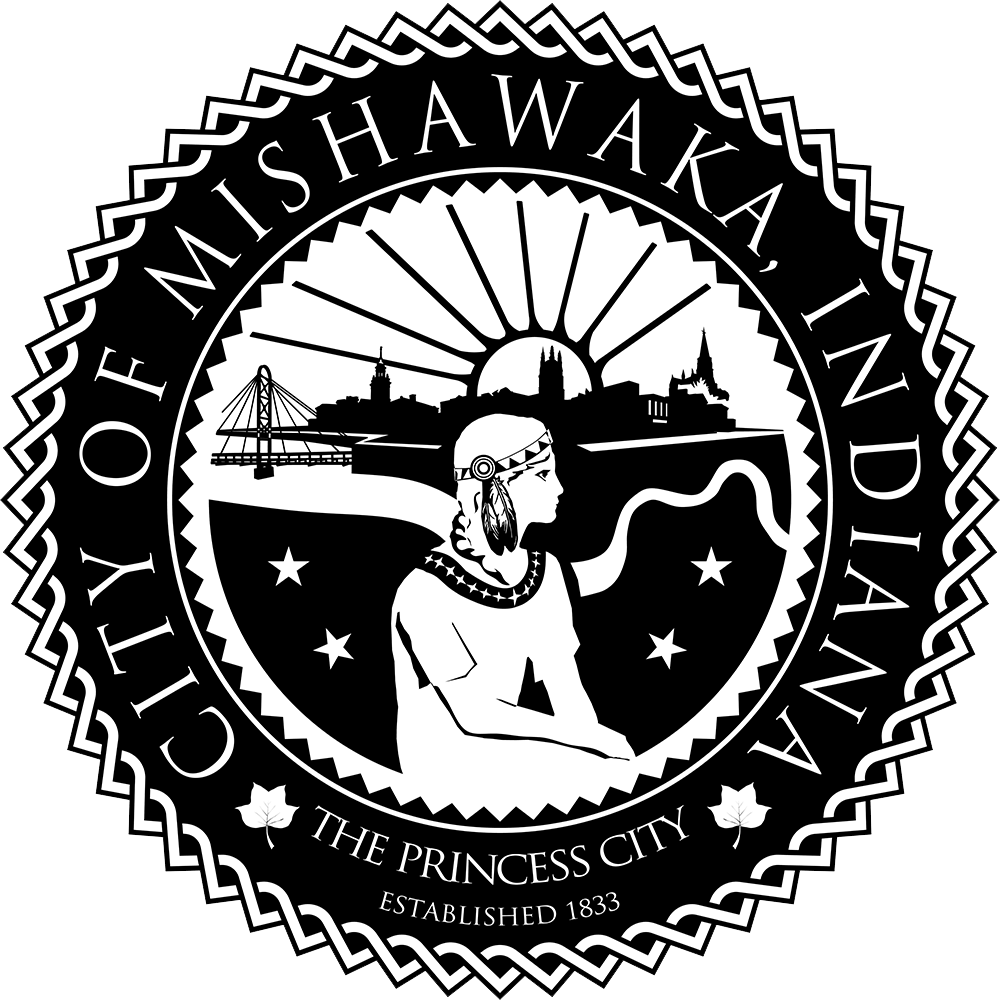 CITY OF MISHAWAKA, INDIANA
THE PRINCESS CITY
ESTABLISHED 1833